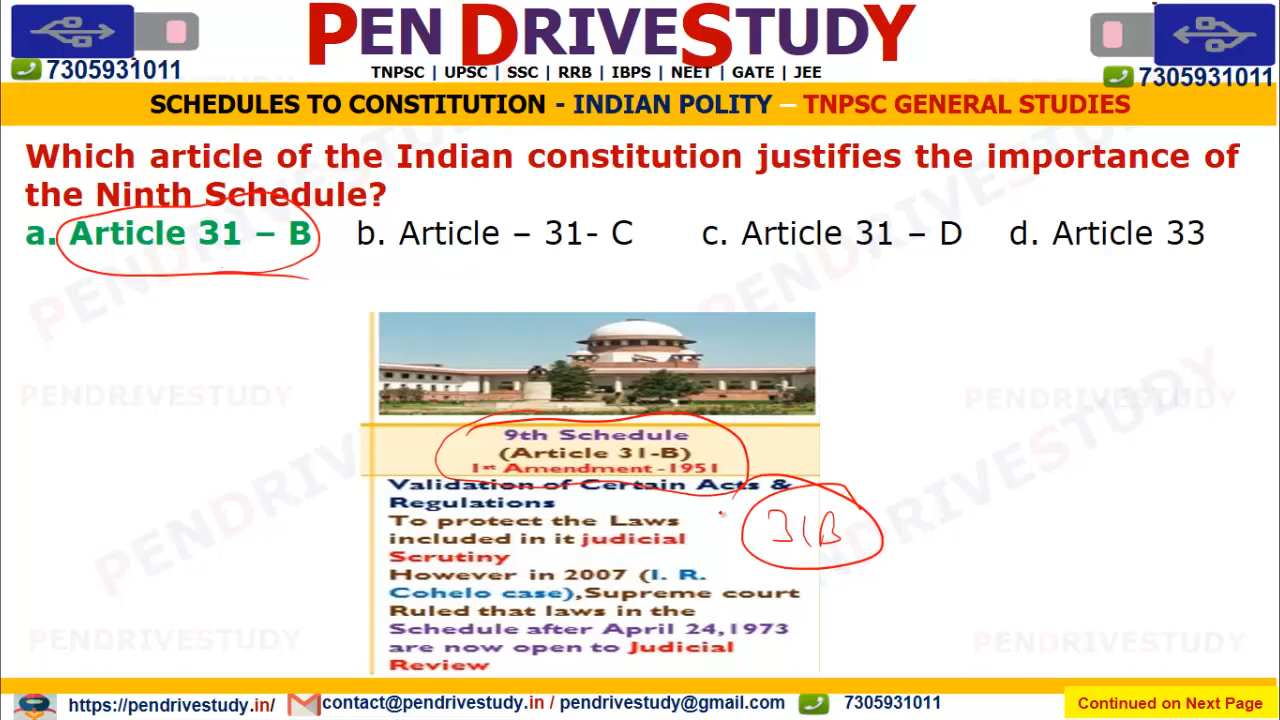 PEN DRIVESTUDY
TNPSC | UPSC | SSC | RRB | IBPS | NEET | GATE | JEE
7305931011
7305931011
SCHEDULES TO CONSTITUTION - INDIAN POLITY – TNPSC GENERAL STUDIES
Which article of the Indian constitution justifies the importance of
the Ninth Schedule?
a. Article 31 – B b. Article – 31- C c. Article 31 – D d. Article 33
9th Schedule
(Article 31-B)
1st Amendment -1951
Validation of Certain Acts &
Regulations
To protect the Laws
included in it judicial
Scrutiny
However in 2007 (I. R.
Cohelo case),Supreme court
Ruled that laws in the
Schedule after April 24,1973
are now open to Judicial
Review
31B
PENDRIVESTUDY
PENDRIVESTUDY
PENDRIVESTUDY
PENDRIVESTUDY
https://pendrivestudy.in/
contact@pendrivestudy.in / pendrivestudy@gmail.com
7305931011
Continued on Next Page